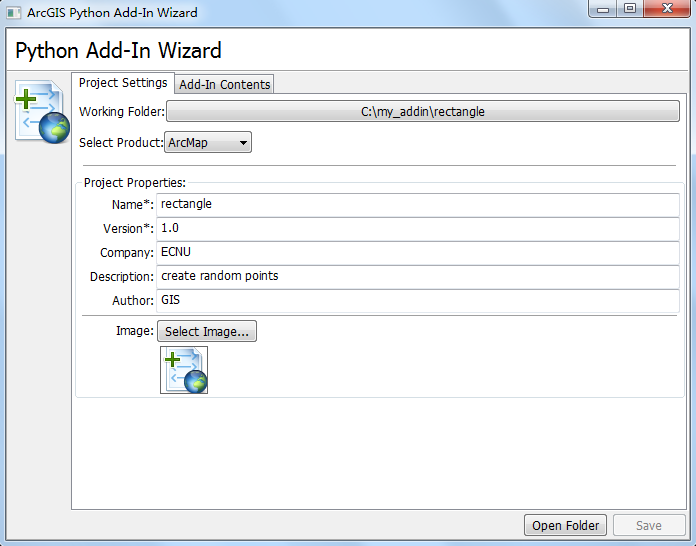 ArcGIS Python Add-In Wizard
Python Add-In Wizard
Project Settings Add-In Contents
Working Folder: C:\my_addin\rectangle
Select Product: ArcMap
Project Properties:
Name*: rectangle
Version*: 1.0
Company: ECNU
Description: create random points
Author: GIS
Image: Select Image...
Open Folder Save